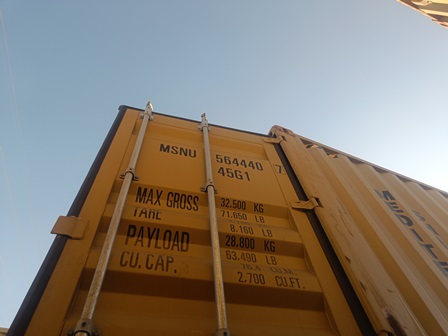 MSNU 564440 7
45G1
MAX GROSS 32.500 KG
71.650 LB
TARE
8.160 LB
PAYLOAD 28.800 KG
63.490 LB
CU.CAP.
2.700 CU.FT.